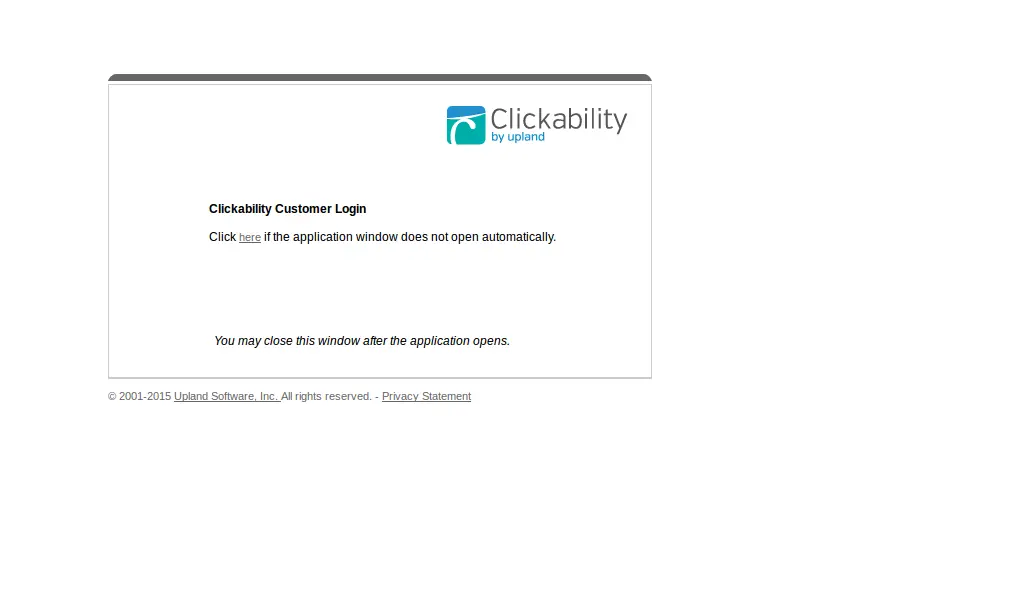 Clickability
by upland
Clickability Customer Login
Click here if the application window does not open automatically.
You may close this window after the application opens.
© 2001-2015 Upland Software, Inc. All rights reserved. - Privacy Statement